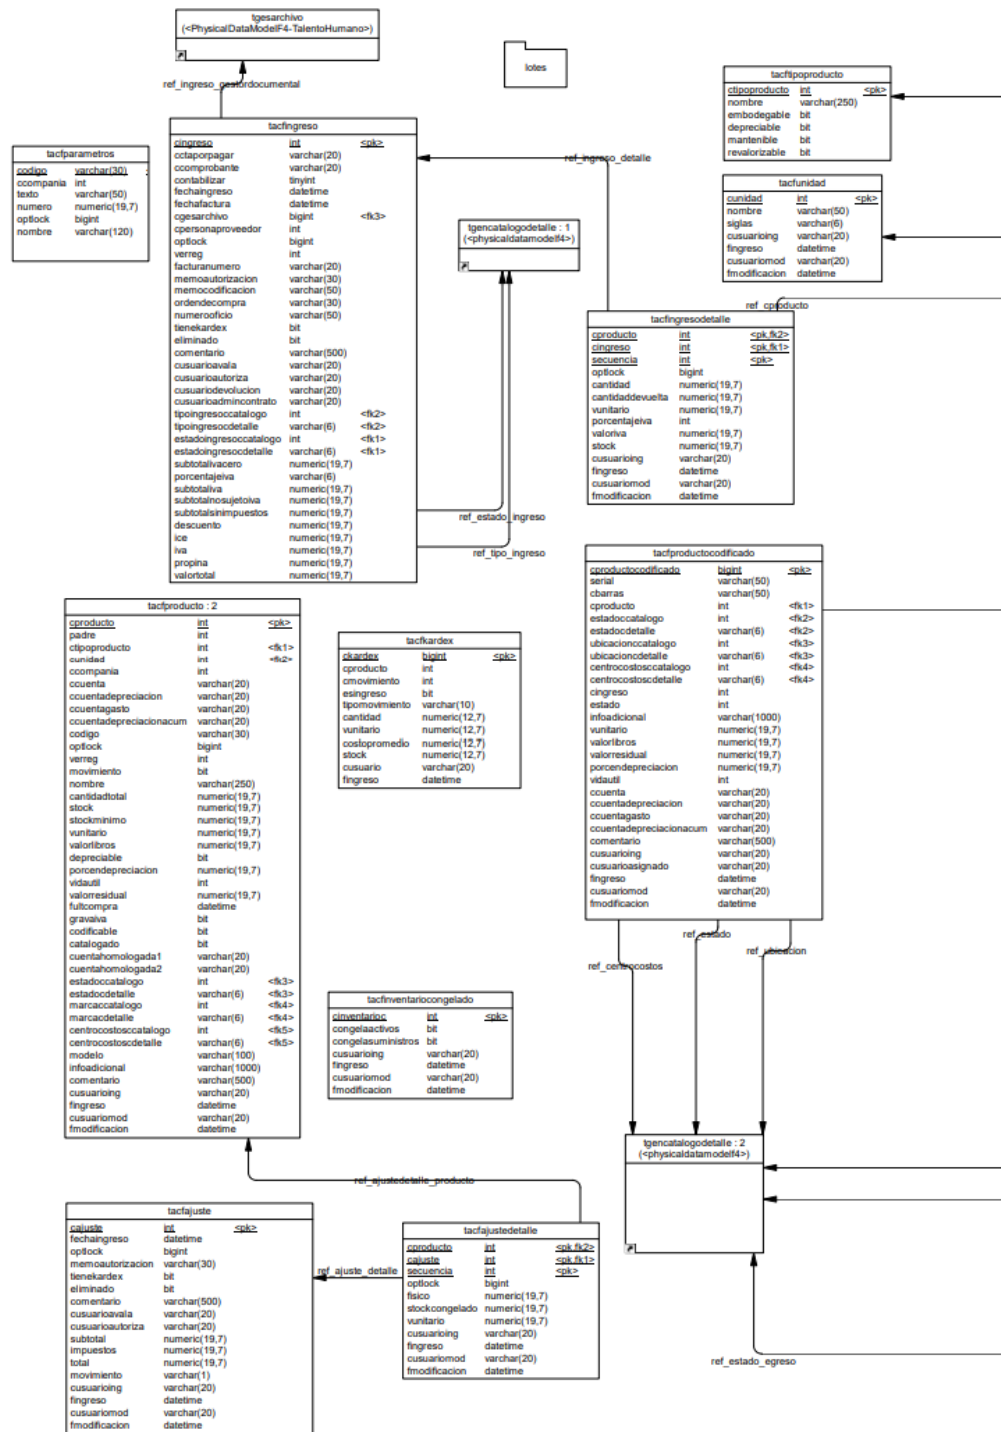 tgesarchivo
(<PhysicalDataModelF4-TalentoHumano>)
lotes
ref_ingreso_gestordocumental
tacftipoproducto
ctipoproducto int <pk>
nombre varchar(250)
embodegable bit
depreciable bit
mantenible bit
revalorizable bit
tacfingreso
cingreso int <pk>
cctaporpagar varchar(20)
ccomprobante varchar(20)
contabilizar tinyint
fechaingreso datetime
fechafactura datetime
cgesarchivo bigint <fk3>
cpersonaproveedor int
optlock bigint
verreg int
facturanumero varchar(20)
memoautorizacion varchar(30)
memocodificacion varchar(50)
ordendecompra varchar(30)
numerooficio varchar(50)
tienekardex bit
eliminado bit
comentario varchar(500)
cusuarioavala varchar(20)
cusuarioautoriza varchar(20)
cusuariodevolucion varchar(20)
cusuarioadmincontrato varchar(20)
tipoingresoccatalogo int <fk2>
tipoingresocdetalle varchar(6) <fk2>
estadoingresoccatalogo int <fk1>
estadoingresocdetalle varchar(6) <fk1>
subtotalivacero numeric(19,7)
porcentajeiva varchar(6)
subtotaliva numeric(19,7)
subtotalnosujetoiva numeric(19,7)
subtotalsinimpuestos numeric(19,7)
descuento numeric(19,7)
ice numeric(19,7)
iva numeric(19,7)
propina numeric(19,7)
valortotal numeric(19,7)
tacfparametros
codigo varchar(30)
ccompania int
texto varchar(50)
numero numeric(19,7)
optlock bigint
nombre varchar(120)
ref_ingreso_detalle
tacfunidad
cunidad int <pk>
nombre varchar(50)
siglas varchar(6)
cusuarioing varchar(20)
fingreso datetime
cusuariomod varchar(20)
fmodificacion datetime
tgencatalogodetalle : 1
(<physicaldatamodelf4>)
ref_cproducto
tacfingresodetalle
cproducto int <pk,fk2>
cingreso int <pk,fk1>
secuencia int <pk>
optlock bigint
cantidad numeric(19,7)
cantidaddevuelta numeric(19,7)
vunitario numeric(19,7)
porcentajeiva int
valoriva numeric(19,7)
stock numeric(19,7)
cusuarioing varchar(20)
fingreso datetime
cusuariomod varchar(20)
fmodificacion datetime
ref_estado_ingreso
ref_tipo_ingreso
tacfproductocodificado
cproductocodificado bigint <pk>
serial varchar(50)
cbarras varchar(50)
cproducto int <fk1>
estadoccatalogo int <fk2>
estadocdetalle varchar(6) <fk2>
ubicacionccatalogo int <fk3>
ubicacioncdetalle varchar(6) <fk3>
centrocostosccatalogo int <fk4>
centrocostoscdetalle varchar(6) <fk4>
cingreso int
estado int
infoadicional varchar(1000)
vunitario numeric(19,7)
valorlibros numeric(19,7)
valorresidual numeric(19,7)
porcendepreciacion numeric(19,7)
vidautil int
ccuenta varchar(20)
ccuentadepreciacion varchar(20)
ccuentagasto varchar(20)
ccuentadepreciacionacum varchar(20)
comentario varchar(500)
cusuarioing varchar(20)
cusuarioasignado varchar(20)
fingreso datetime
cusuariomod varchar(20)
fmodificacion datetime
tacfproducto : 2
cproducto int <pk>
padre int
ctipoproducto int <fk1>
cunidad int <fk2>
ccompania int
ccuenta varchar(20)
ccuentadepreciacion varchar(20)
ccuentagasto varchar(20)
ccuentadepreciacionacum varchar(20)
codigo varchar(30)
optlock bigint
verreg int
movimiento bit
nombre varchar(250)
cantidadtotal numeric(19,7)
stock numeric(19,7)
stockminimo numeric(19,7)
vunitario numeric(19,7)
valorlibros numeric(19,7)
depreciable bit
porcendepreciacion numeric(19,7)
vidautil int
valorresidual numeric(19,7)
fultcompra datetime
gravaiva bit
codificable bit
catalogado bit
cuentahomologada1 varchar(20)
cuentahomologada2 varchar(20)
estadoccatalogo int <fk3>
estadocdetalle varchar(6) <fk3>
marcaccatalogo int <fk4>
marcacdetalle varchar(6) <fk4>
centrocostosccatalogo int <fk5>
centrocostoscdetalle varchar(6) <fk5>
modelo varchar(100)
infoadicional varchar(1000)
comentario varchar(500)
cusuarioing varchar(20)
fingreso datetime
cusuariomod varchar(20)
fmodificacion datetime
tacfkardex
ckardex bigint <pk>
cproducto int
cmovimiento int
esingreso bit
tipomovimiento varchar(10)
cantidad numeric(12,7)
vunitario numeric(12,7)
costopromedio numeric(12,7)
stock numeric(12,7)
cusuario varchar(20)
fingreso datetime
ref_estado
ref_ubicacion
ref_centrocostos
tacfinventariocongelado
cinventarioc int <pk>
congelaactivos bit
congelasuministros bit
cusuarioing varchar(20)
fingreso datetime
cusuariomod varchar(20)
fmodificacion datetime
tgencatalogodetalle : 2
(<physicaldatamodelf4>)
ref_ajustedetalle_producto
tacfajuste
cajuste int <pk>
fechaingreso datetime
optlock bigint
memoautorizacion varchar(30)
tienekardex bit
eliminado bit
comentario varchar(500)
cusuarioavala varchar(20)
cusuarioautoriza varchar(20)
subtotal numeric(19,7)
impuestos numeric(19,7)
total numeric(19,7)
movimiento varchar(1)
cusuarioing varchar(20)
fingreso datetime
cusuariomod varchar(20)
fmodificacion datetime
ref_ajuste_detalle
tacfajustedetalle
cproducto int <pk,fk2>
cajuste int <pk,fk1>
secuencia int <pk>
optlock bigint
fisico numeric(19,7)
stockcongelado numeric(19,7)
vunitario numeric(19,7)
cusuarioing varchar(20)
fingreso datetime
cusuariomod varchar(20)
fmodificacion datetime
ref_estado_egreso